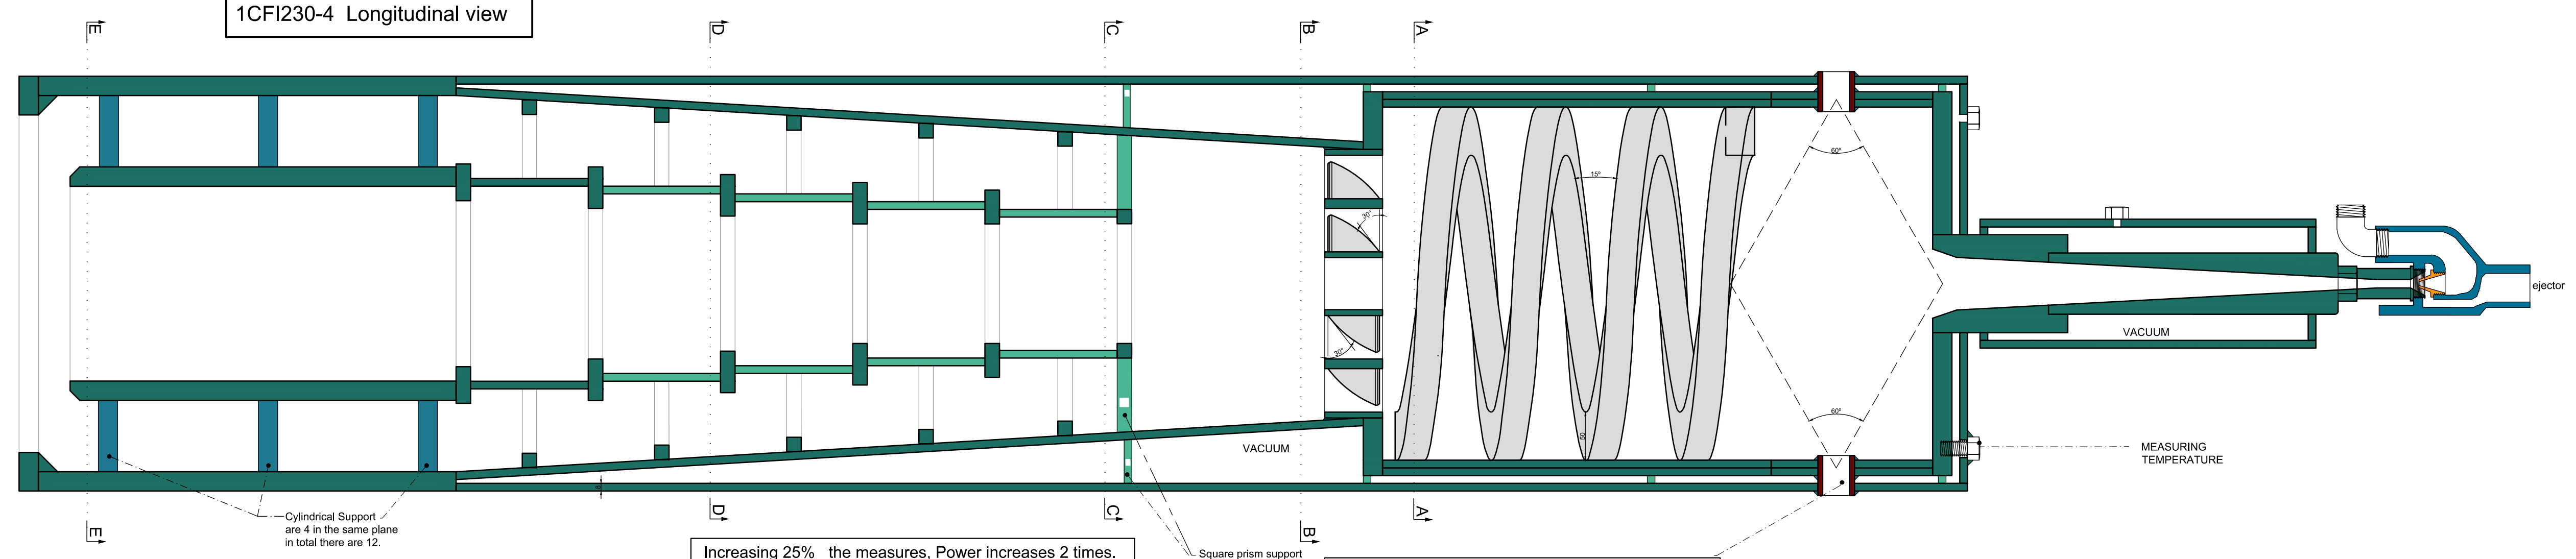 1CFI230-4 Longitudinal view
E
D
C
B
A
60°
15°
30°
30°
50
60°
ejector
VACUUM
VACUUM
MEASURING
TEMPERATURE
E
D
C
B
A
Cylindrical Support
are 4 in the same plane
in total there are 12.
Square prism support
Increasing 25% the measures, Power increases 2 times.